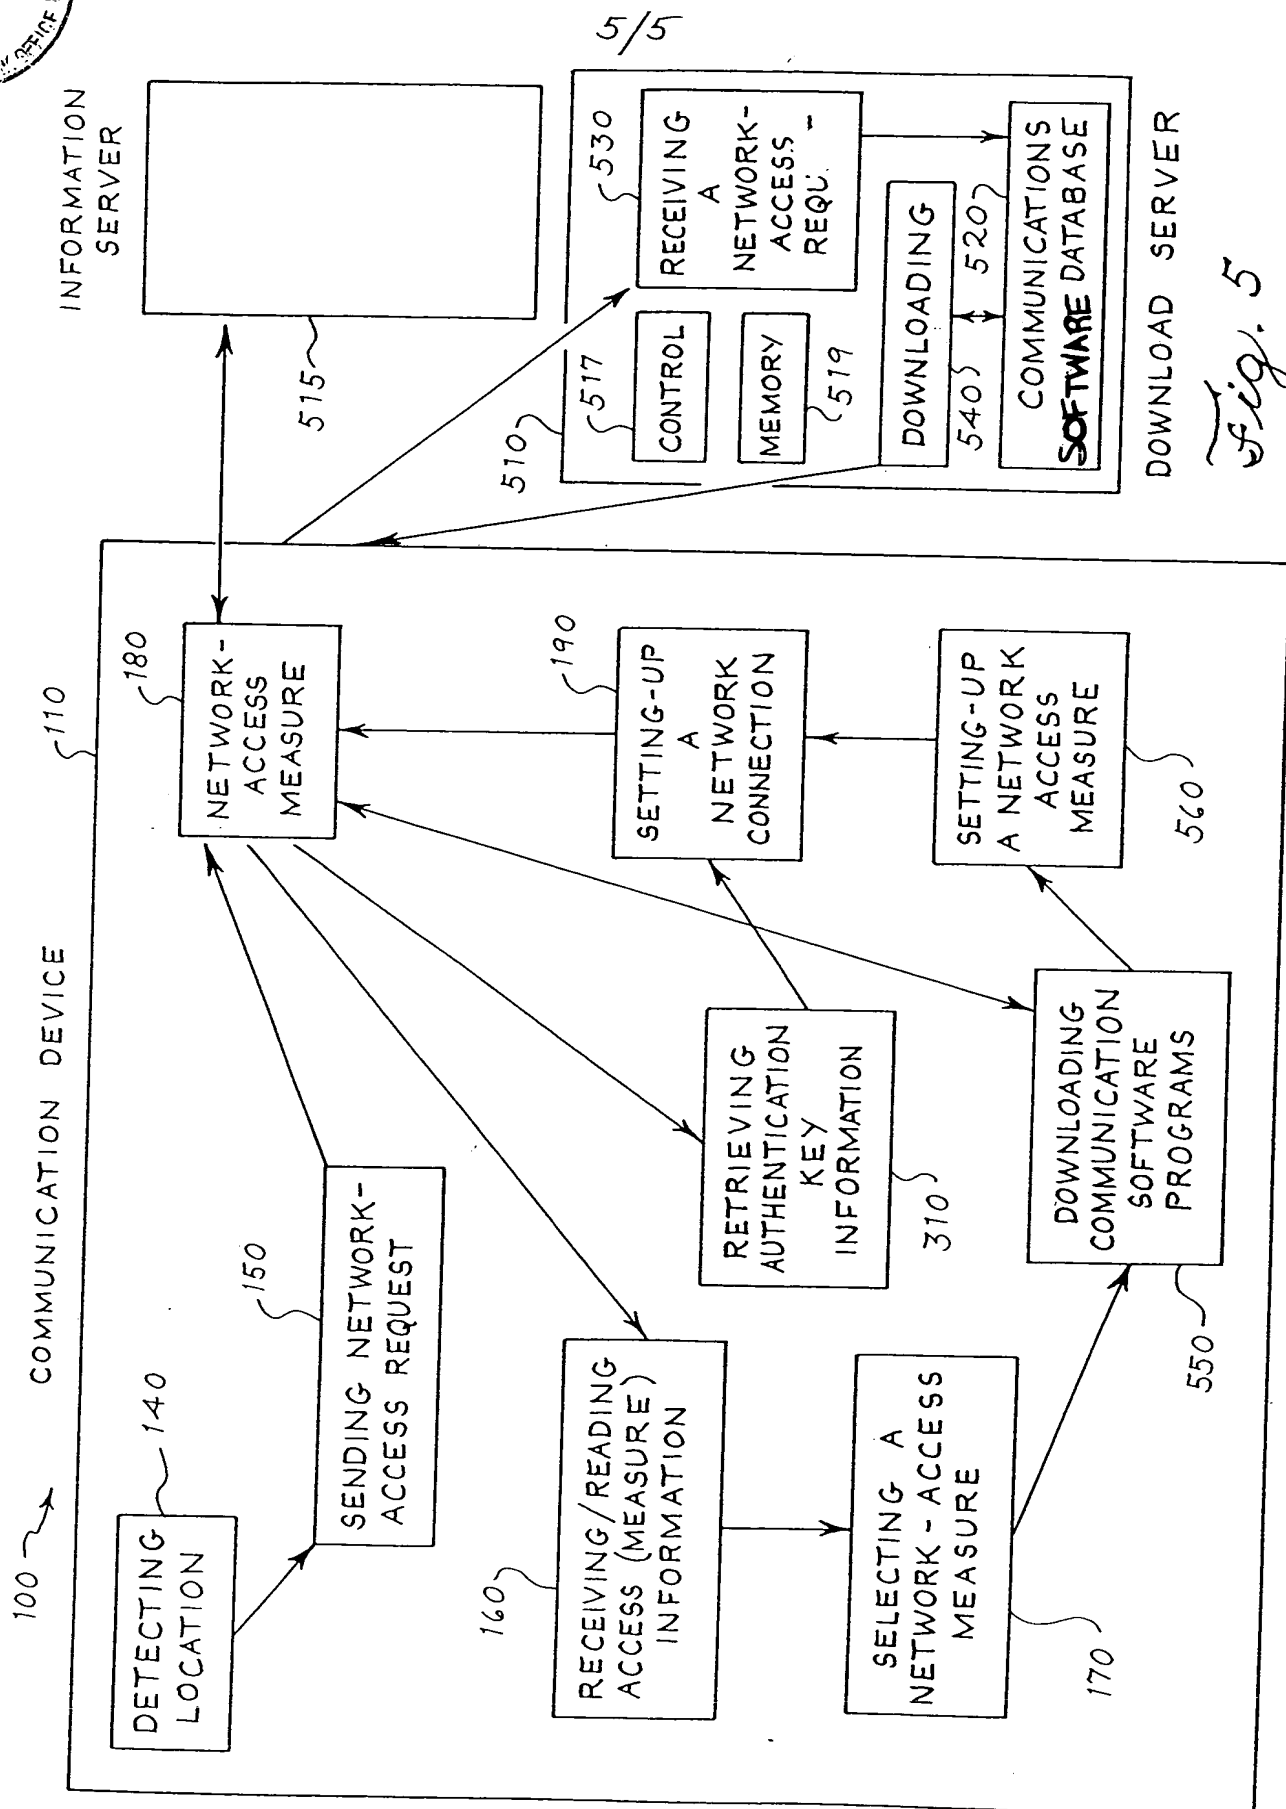 5/5
100
COMMUNICATION DEVICE
110
DETECTING
LOCATION
140
SENDING NETWORK-
ACCESS REQUEST
150
NETWORK-
ACCESS
MEASURE
180
INFORMATION
SERVER
515
RECEIVING/READING
ACCESS (MEASURE)
INFORMATION
160
SELECTING A
NETWORK-ACCESS
MEASURE
170
RETRIEVING
AUTHENTICATION
KEY
INFORMATION
310
DOWNLOADING
COMMUNICATION
SOFTWARE
PROGRAMS
550
SETTING-UP
A
NETWORK
CONNECTION
190
SETTING-UP
A NETWORK
ACCESS
MEASURE
560
510
517
CONTROL
MEMORY
519
RECEIVING
A
NETWORK-
ACCESS -
REQU.
530
DOWNLOADING
540
520
COMMUNICATIONS
SOFTWARE DATABASE
DOWNLOAD SERVER
Fig. 5
OFFICE